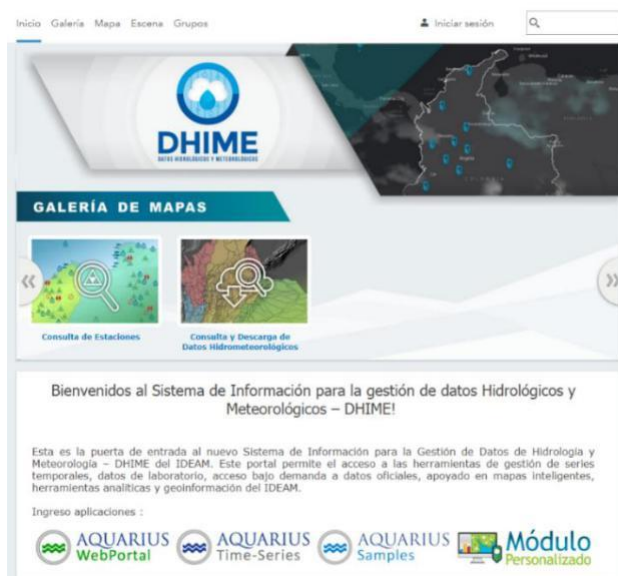 Inicio Galería Mapa Escena Grupos Iniciar sesión
DHIME
DATOS HIDROLÓGICOS Y METEOROLÓGICOS
GALERÍA DE MAPAS
Consulta de Estaciones
Consulta y Descarga de
Datos Hidrometeorológicos
Bienvenidos al Sistema de Información para la gestión de datos Hidrológicos y
Meteorológicos – DHIME!
Esta es la puerta de entrada al nuevo Sistema de Información para la Gestión de Datos de Hidrología y
Meteorología – DHIME del IDEAM. Este portal permite el acceso a las herramientas de gestión de series
temporales, datos de laboratorio, acceso bajo demanda a datos oficiales, apoyado en mapas inteligentes,
herramientas analíticas y geoinformación del IDEAM.
Ingreso aplicaciones :
AQUARIUS
WebPortal
AQUARIUS
Time-Series
AQUARIUS
Samples
Módulo
Personalizado